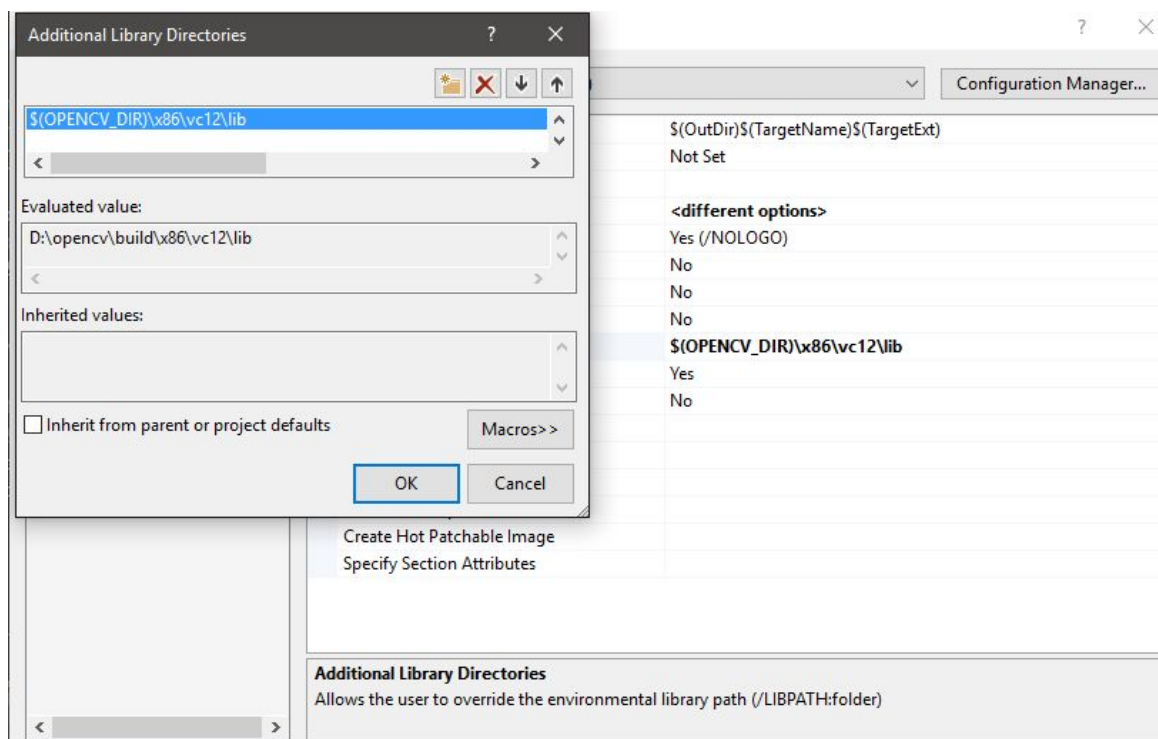 Additional Library Directories
$(OPENCV_DIR)\x86\vc12\lib
Evaluated value:
D:\opencv\build\x86\vc12\lib
Inherited values:
Inherit from parent or project defaults
Macros>>
OK
Cancel
Configuration Manager...
$(OutDir)$(TargetName)$(TargetExt)
Not Set
<different options>
Yes (/NOLOGO)
No
No
No
$(OPENCV_DIR)\x86\vc12\lib
Yes
No
Create Hot Patchable Image
Specify Section Attributes
Additional Library Directories
Allows the user to override the environmental library path (/LIBPATH:folder)